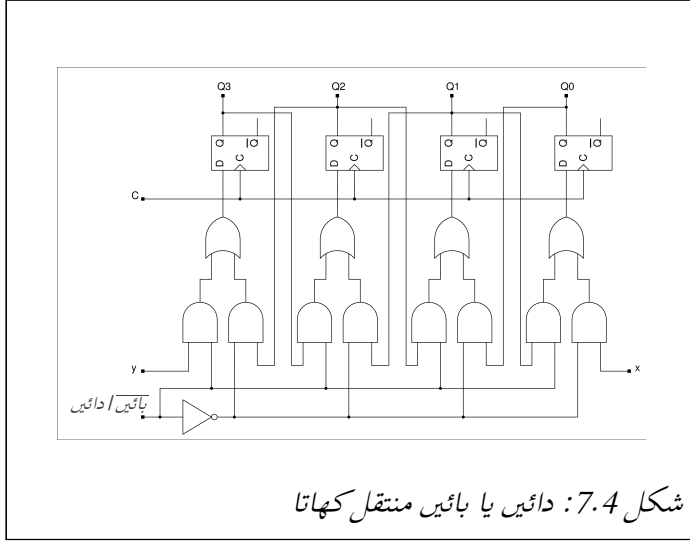 Q3 Q2 Q1 Q0
Q Q Q Q Q Q Q Q
D C D C D C D C
C
y x
بائیں/دائیں
شکل 7.4: دائیں یا بائیں منتقل کھاتا